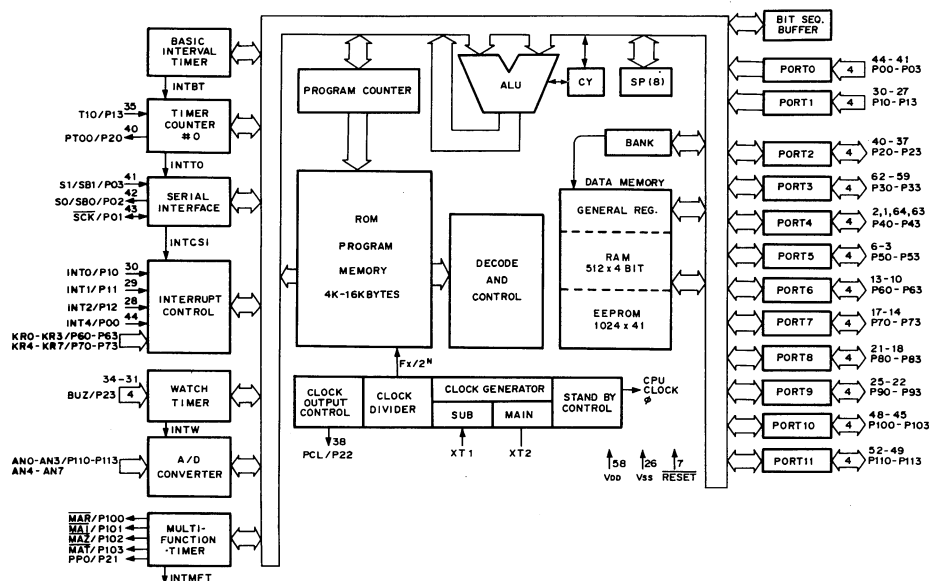 BASIC
INTERVAL
TIMER
INTBT
T10/P13 35
PT00/P20 40
TIMER
COUNTER
#0
INTTO
S1/SB1/P03 41
S0/SB0/P02 42
SCK/P01 43
SERIAL
INTERFACE
INTCSI
INT0/P10 30
INT1/P11 29
INT2/P12 28
INT4/P00 44
KR0-KR3/P60-P63
KR4-KR7/P70-P73
INTERRUPT
CONTROL
34-31
BUZ/P23 4
WATCH
TIMER
INTW
AN0-AN3/P110-P113
AN4-AN7
A/D
CONVERTER
MAR/P100
MAI/P101
MAZ/P102
MAT/P103
PPO/P21
MULTI-
FUNCTION
·TIMER
INTMFT
PROGRAM COUNTER
ALU
CY
SP(8)
BANK
ROM
PROGRAM
MEMORY
4K-16KBYTES
DECODE
AND
CONTROL
DATA MEMORY
GENERAL REG.
RAM
512x4 BIT
EEPROM
1024x41
Fx/2ᴺ
CLOCK
OUTPUT
CONTROL
CLOCK
DIVIDER
CLOCK GENERATOR
SUB
MAIN
STAND BY
CONTROL
CPU
CLOCK
ϕ
38
PCL/P22
XT1
XT2
58
VDD
26
VSS
7
RESET
BIT SEQ.
BUFFER
PORT0 4 44-41
P00-P03
PORT1 4 30-27
P10-P13
PORT2 4 40-37
P20-P23
PORT3 4 62-59
P30-P33
PORT4 4 2,1,64,63
P40-P43
PORT5 4 6-3
P50-P53
PORT6 4 13-10
P60-P63
PORT7 4 17-14
P70-P73
PORT8 4 21-18
P80-P83
PORT9 4 25-22
P90-P93
PORT10 4 48-45
P100-P103
PORT11 4 52-49
P110-P113